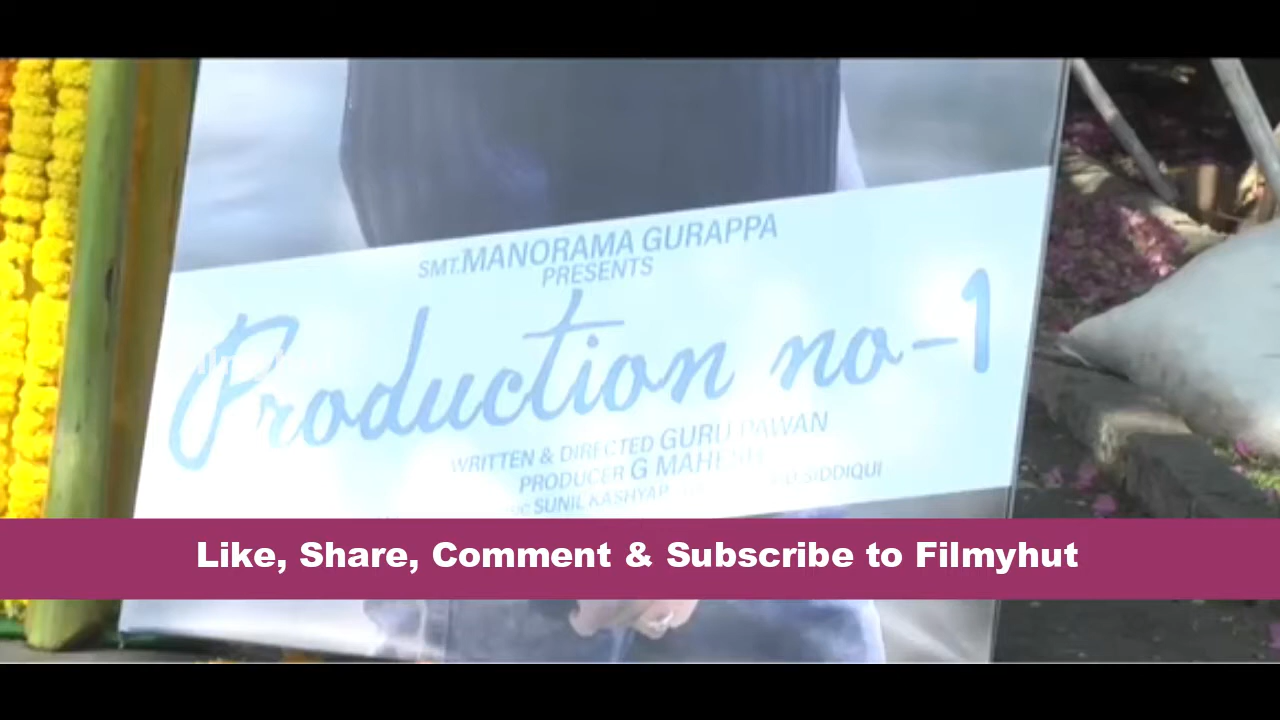 SMT.MANORAMA GURAPPA
PRESENTS
Production no-1
WRITTEN & DIRECTED GURU PAWAN
PRODUCER G MAHESH
SUNIL KASHYAP SIDDIQUI
Like, Share, Comment & Subscribe to Filmyhut